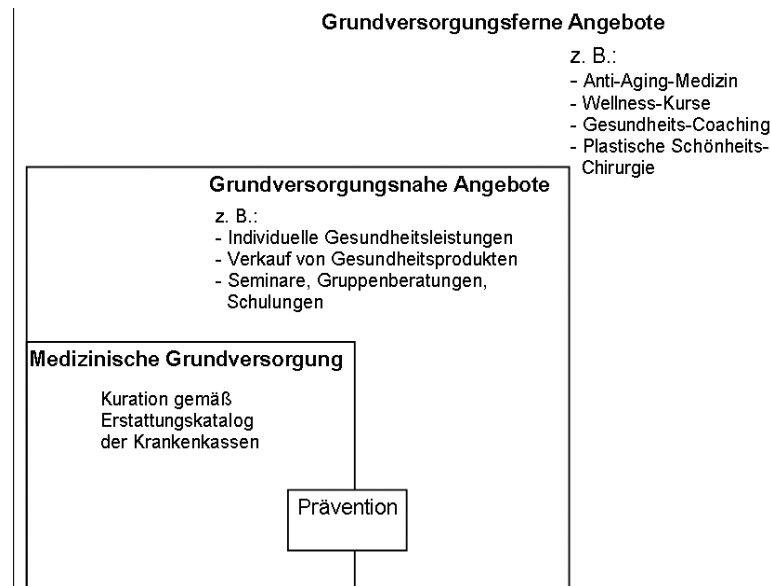 Grundversorgungsferne Angebote
z. B.:
- Anti-Aging-Medizin
- Wellness-Kurse
- Gesundheits-Coaching
- Plastische Schönheits-
Chirurgie
Grundversorgungsnahe Angebote
z. B.:
- Individuelle Gesundheitsleistungen
- Verkauf von Gesundheitsprodukten
- Seminare, Gruppenberatungen,
Schulungen
Medizinische Grundversorgung
Kuration gemäß
Erstattungskatalog
der Krankenkassen
Prävention